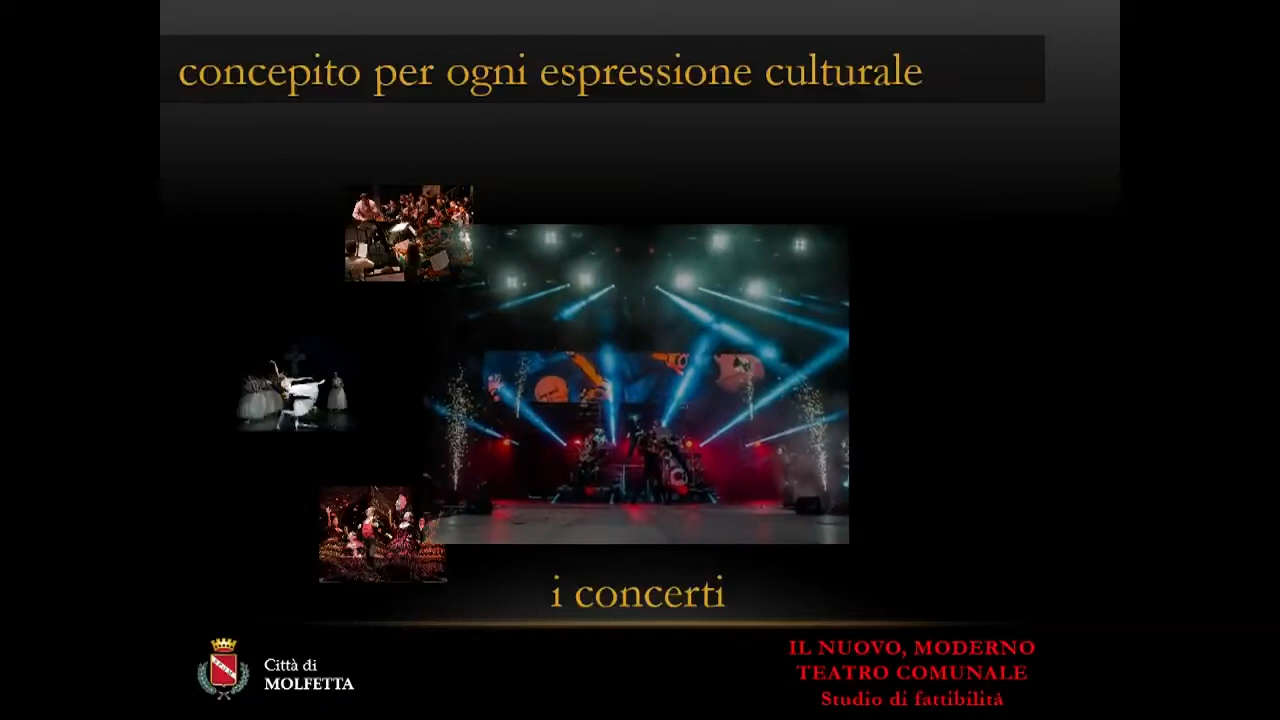 concepito per ogni espressione culturale
i concerti
Città di
MOLFETTA
IL NUOVO, MODERNO
TEATRO COMUNALE
Studio di fattibilità